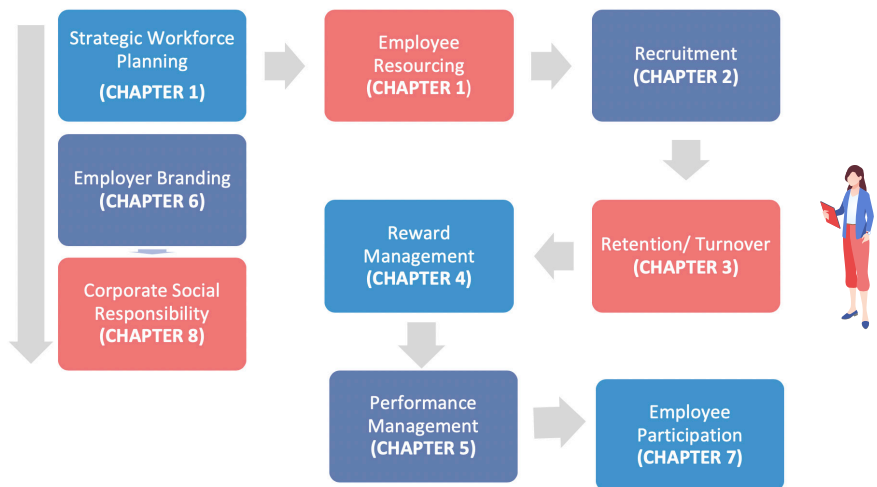 Strategic Workforce
Planning
(CHAPTER 1)
Employee
Resourcing
(CHAPTER 1)
Recruitment
(CHAPTER 2)
Employer Branding
(CHAPTER 6)
Reward
Management
(CHAPTER 4)
Retention/ Turnover
(CHAPTER 3)
Corporate Social
Responsibility
(CHAPTER 8)
Performance
Management
(CHAPTER 5)
Employee
Participation
(CHAPTER 7)